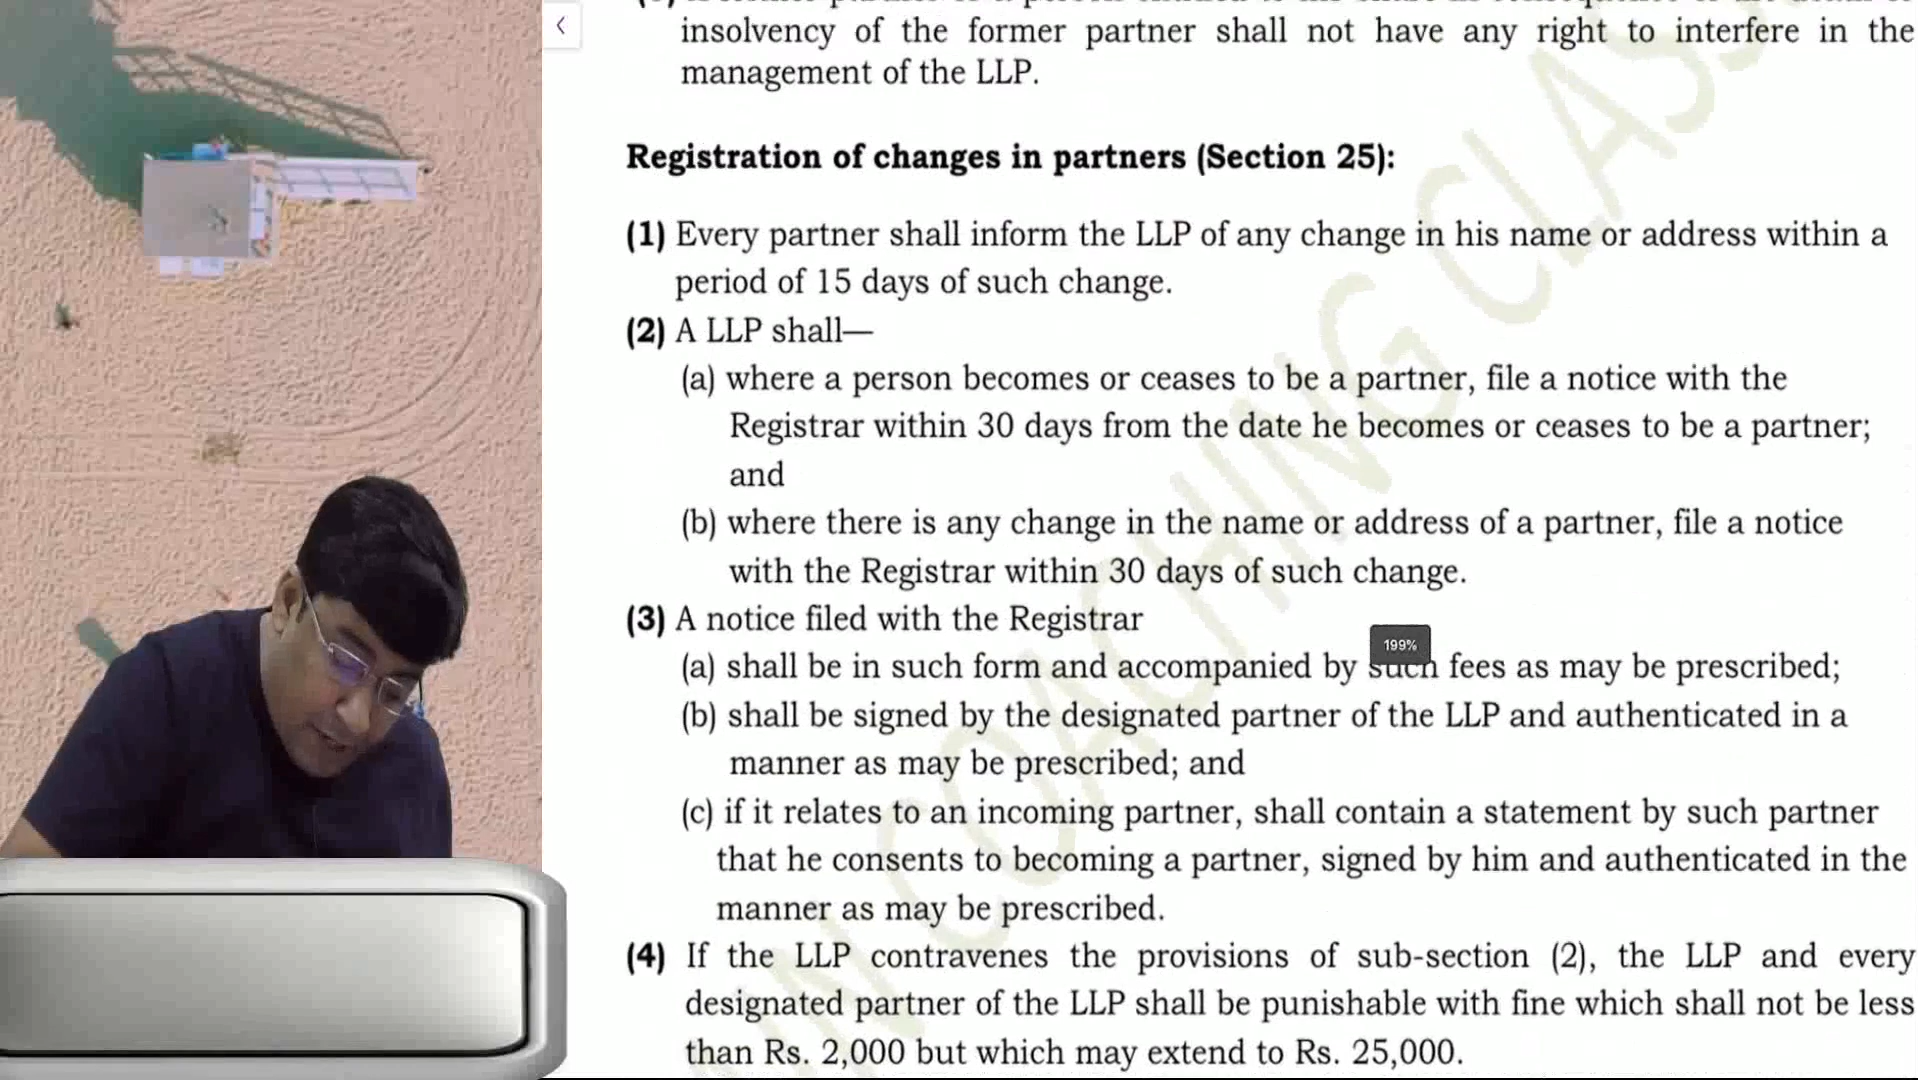 insolvency of the former partner shall not have any right to interfere in the
management of the LLP.
Registration of changes in partners (Section 25):
(1) Every partner shall inform the LLP of any change in his name or address within a
period of 15 days of such change.
(2) A LLP shall—
(a) where a person becomes or ceases to be a partner, file a notice with the
Registrar within 30 days from the date he becomes or ceases to be a partner;
and
(b) where there is any change in the name or address of a partner, file a notice
with the Registrar within 30 days of such change.
(3) A notice filed with the Registrar
199%
(a) shall be in such form and accompanied by such fees as may be prescribed;
(b) shall be signed by the designated partner of the LLP and authenticated in a
manner as may be prescribed; and
(c) if it relates to an incoming partner, shall contain a statement by such partner
that he consents to becoming a partner, signed by him and authenticated in the
manner as may be prescribed.
(4) If the LLP contravenes the provisions of sub-section (2), the LLP and every
designated partner of the LLP shall be punishable with fine which shall not be less
than Rs. 2,000 but which may extend to Rs. 25,000.
COACHING CLASS